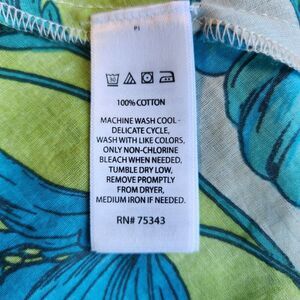 PI
100% COTTON
MACHINE WASH COOL -
DELICATE CYCLE,
WASH WITH LIKE COLORS,
ONLY NON-CHLORINE
BLEACH WHEN NEEDED.
TUMBLE DRY LOW,
REMOVE PROMPTLY
FROM DRYER,
MEDIUM IRON IF NEEDED.
RN# 75343